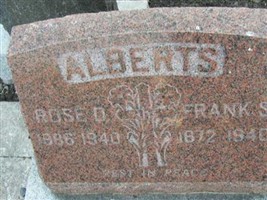 ALBERTS
ROSE D. FRANK S
1886 1940 1872 1940
REST IN PEACE